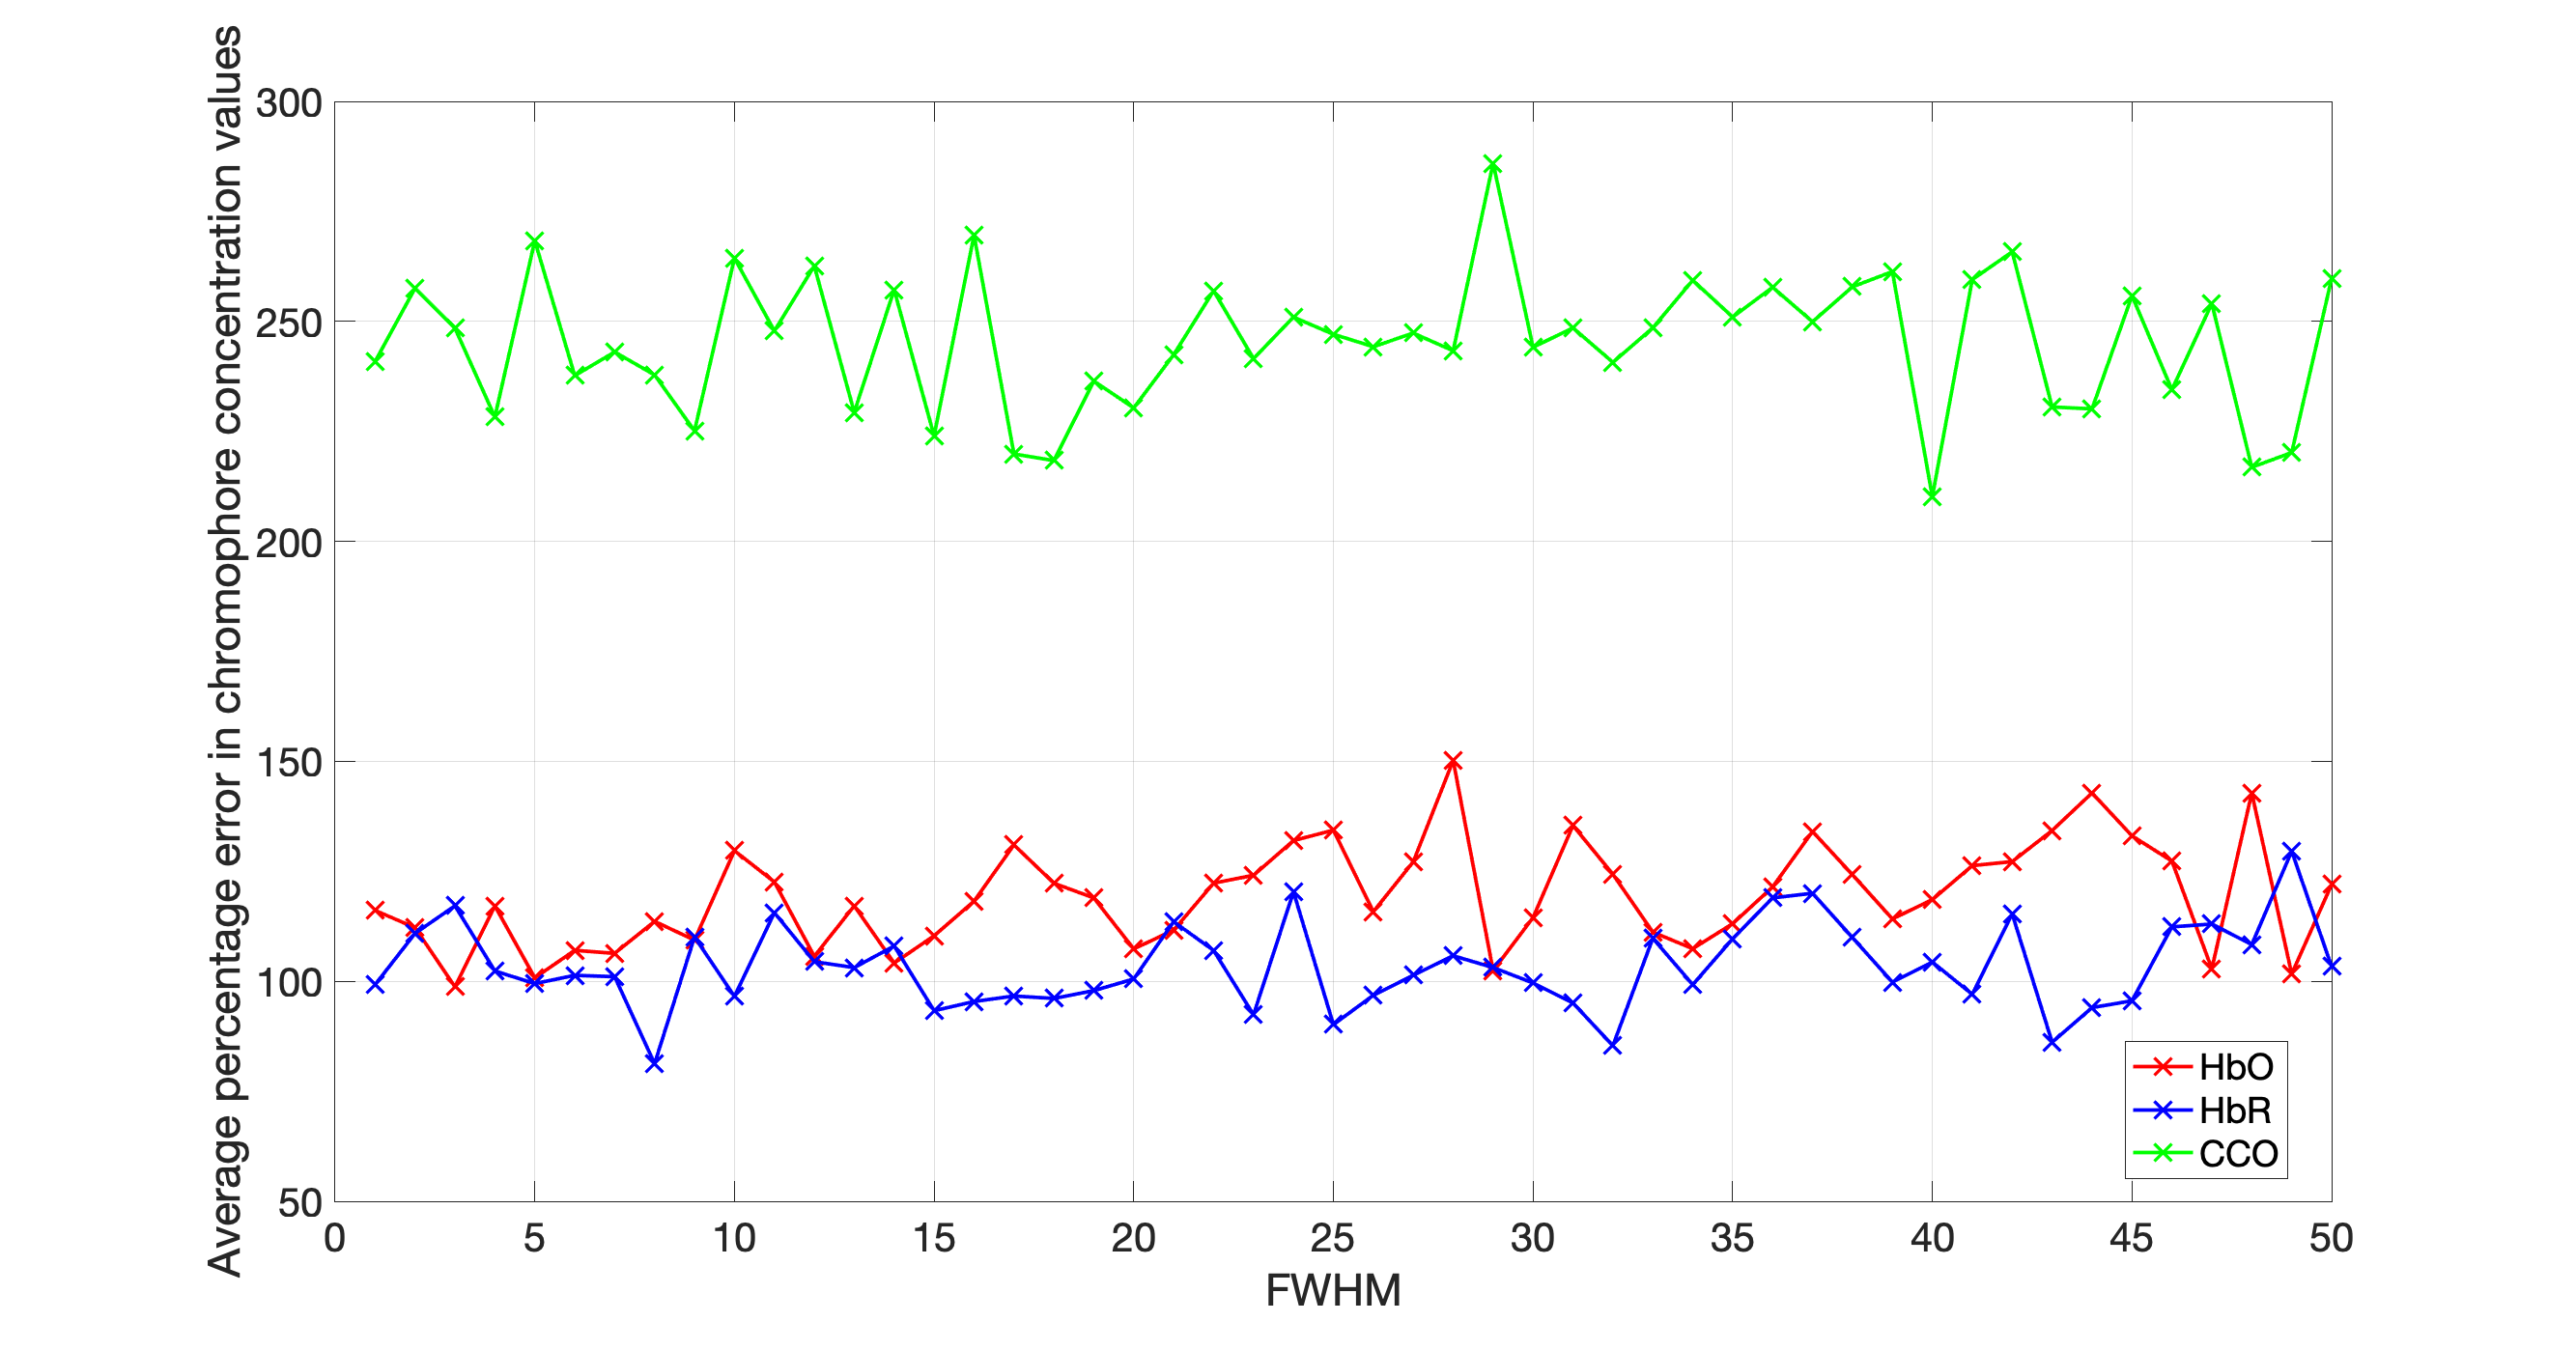 Average percentage error in chromophore concentration values
300
250
200
150
100
50
0 5 10 15 20 25 30 35 40 45 50
FWHM
HbO
HbR
CCO